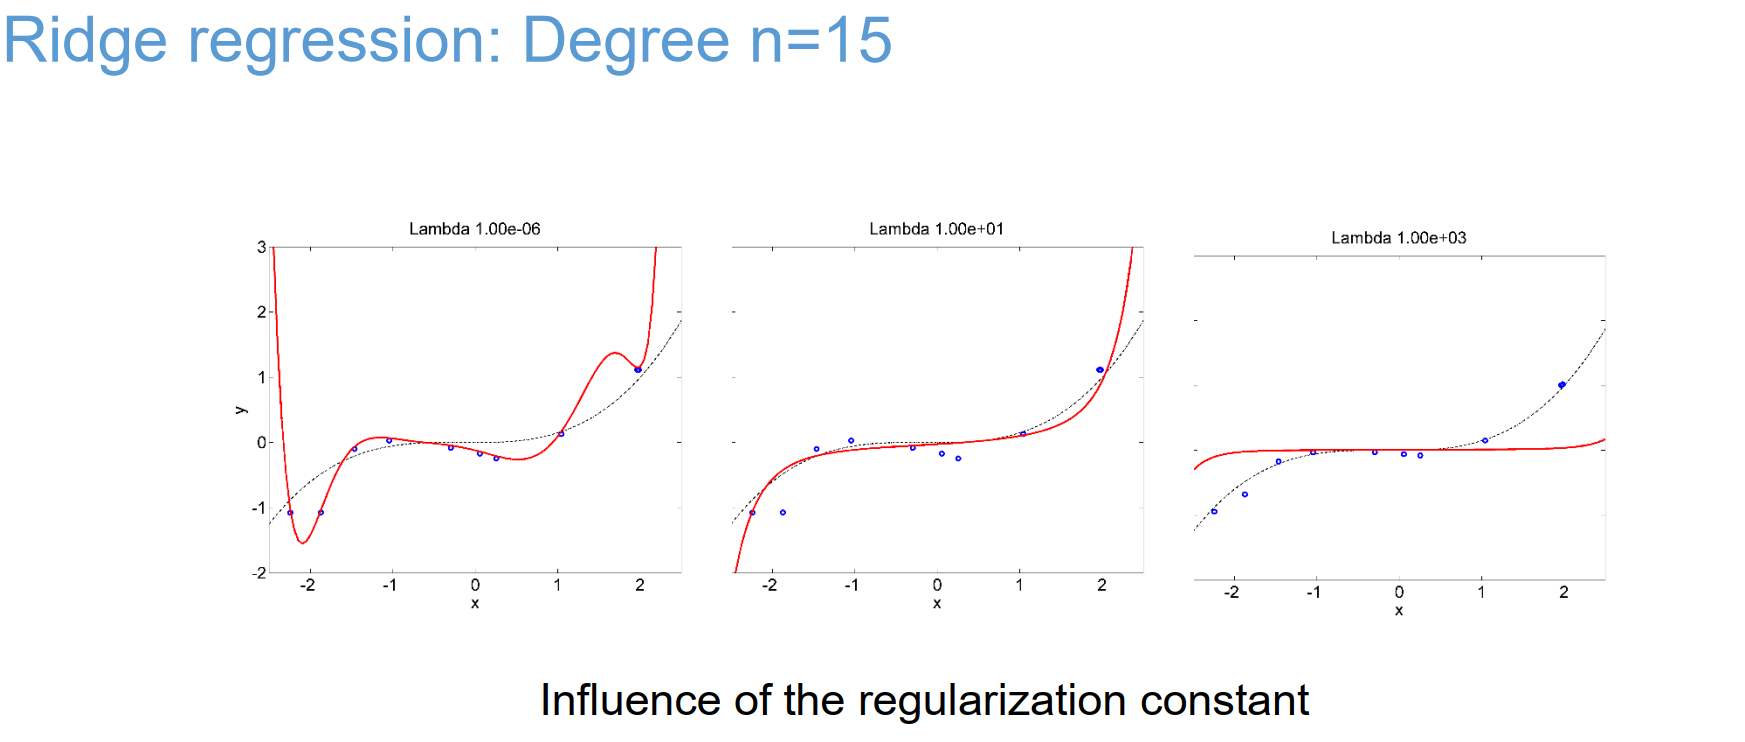 Ridge regression: Degree n=15
Lambda 1.00e-06
Lambda 1.00e+01
Lambda 1.00e+03
3
2
1
0
-1
-2
y
-2 -1 0 1 2
x
-2 -1 0 1 2
x
-2 -1 0 1 2
x
Influence of the regularization constant